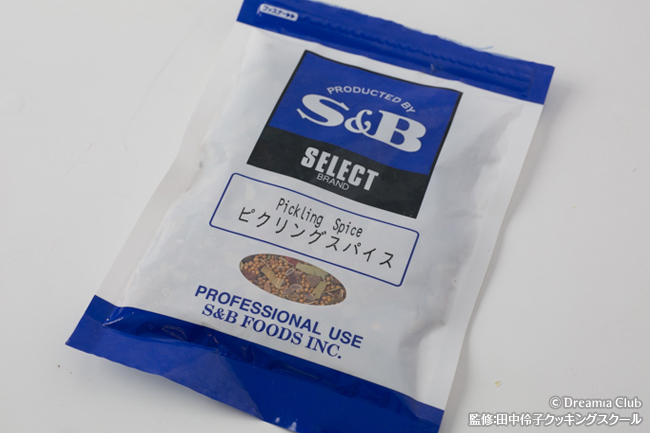 ファスナー
PRODUCTED BY
S&B
SELECT
BRAND
Pickling Spice
ピクリングスパイス
PROFESSIONAL USE
S&B FOODS INC.
© Dreamia Club
監修:田中伶子クッキングスクール